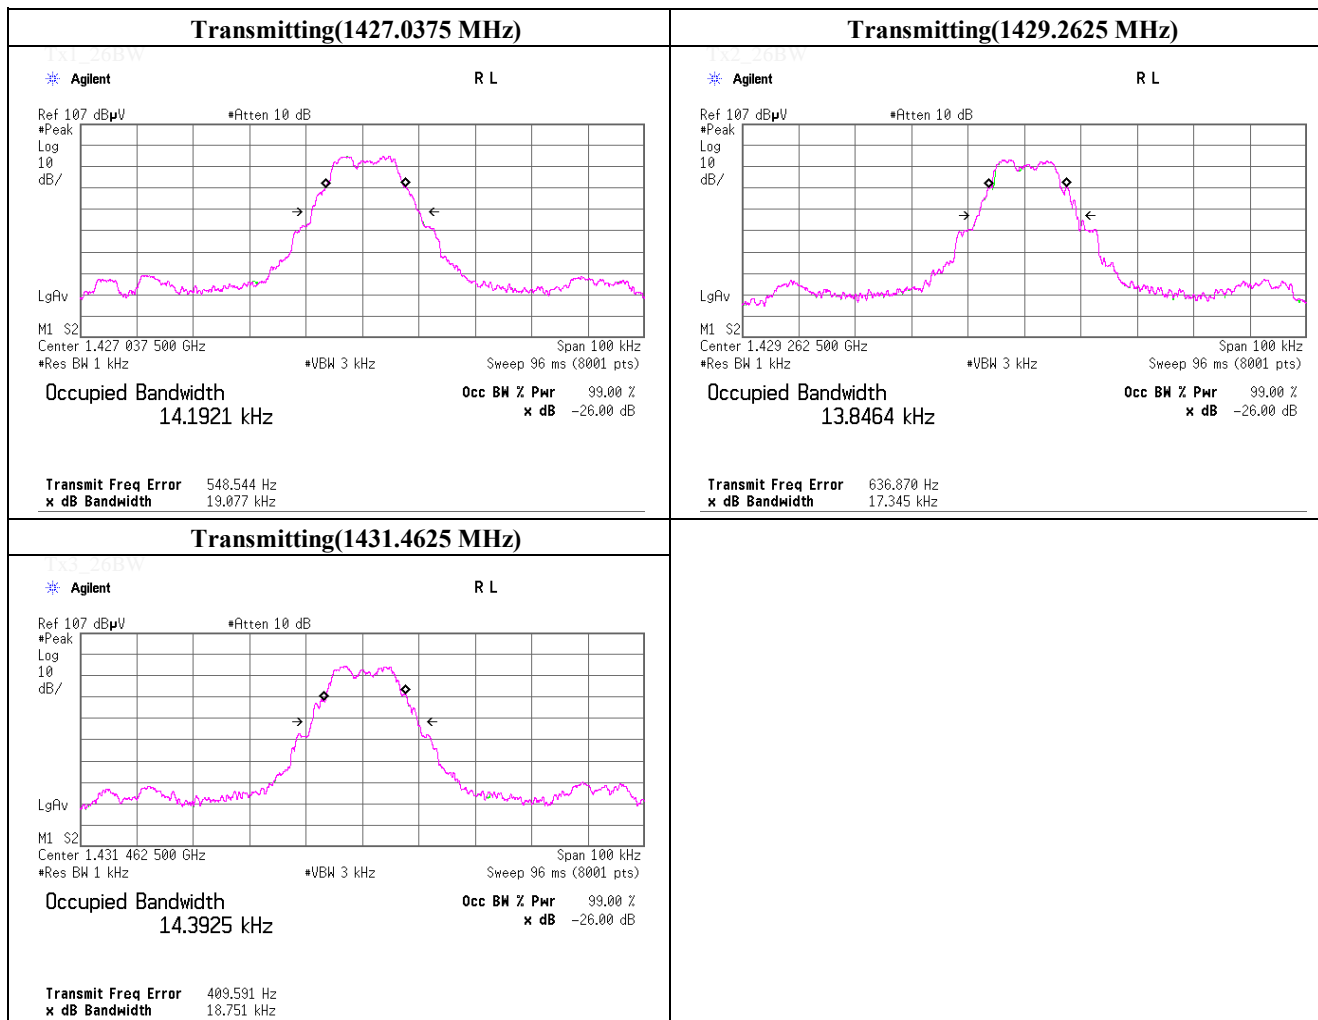 Transmitting(1427.0375 MHz)
Tx1_26BW
Agilent
R L
Ref 107 dBµV
#Atten 10 dB
#Peak
Log
10
dB/
LgAv
M1 S2
Center 1.427 037 500 GHz
Span 100 kHz
#Res BW 1 kHz
#VBW 3 kHz
Sweep 96 ms (8001 pts)
Occupied Bandwidth
14.1921 kHz
Occ BW % Pwr 99.00 %
x dB -26.00 dB
Transmit Freq Error 548.544 Hz
x dB Bandwidth 19.077 kHz
Transmitting(1429.2625 MHz)
Tx2_26BW
Agilent
R L
Ref 107 dBµV
#Atten 10 dB
#Peak
Log
10
dB/
LgAv
M1 S2
Center 1.429 262 500 GHz
Span 100 kHz
#Res BW 1 kHz
#VBW 3 kHz
Sweep 96 ms (8001 pts)
Occupied Bandwidth
13.8464 kHz
Occ BW % Pwr 99.00 %
x dB -26.00 dB
Transmit Freq Error 636.870 Hz
x dB Bandwidth 17.345 kHz
Transmitting(1431.4625 MHz)
Tx3_26BW
Agilent
R L
Ref 107 dBµV
#Atten 10 dB
#Peak
Log
10
dB/
LgAv
M1 S2
Center 1.431 462 500 GHz
Span 100 kHz
#Res BW 1 kHz
#VBW 3 kHz
Sweep 96 ms (8001 pts)
Occupied Bandwidth
14.3925 kHz
Occ BW % Pwr 99.00 %
x dB -26.00 dB
Transmit Freq Error 409.591 Hz
x dB Bandwidth 18.751 kHz